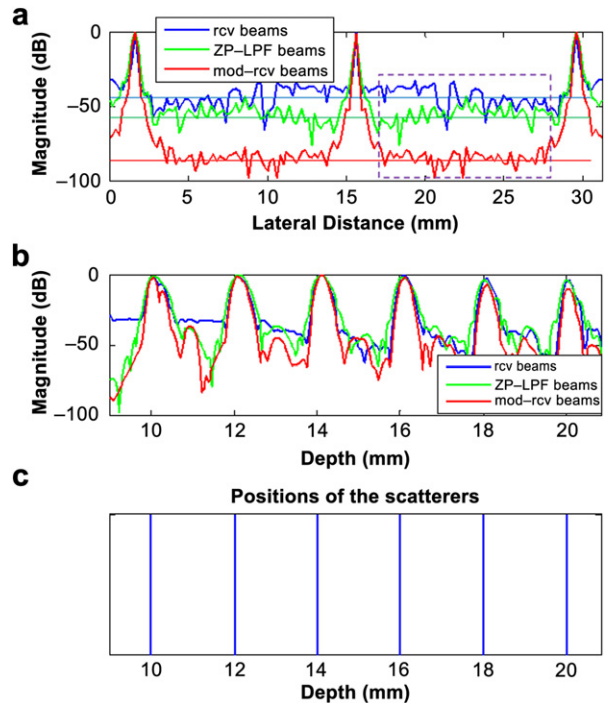 a
Magnitude (dB)
0
−50
−100
rcv beams
ZP–LPF beams
mod–rcv beams
0 5 10 15 20 25 30
Lateral Distance (mm)
b
Magnitude (dB)
0
−50
−100
rcv beams
ZP–LPF beams
mod–rcv beams
10 12 14 16 18 20
Depth (mm)
c
Positions of the scatterers
10 12 14 16 18 20
Depth (mm)